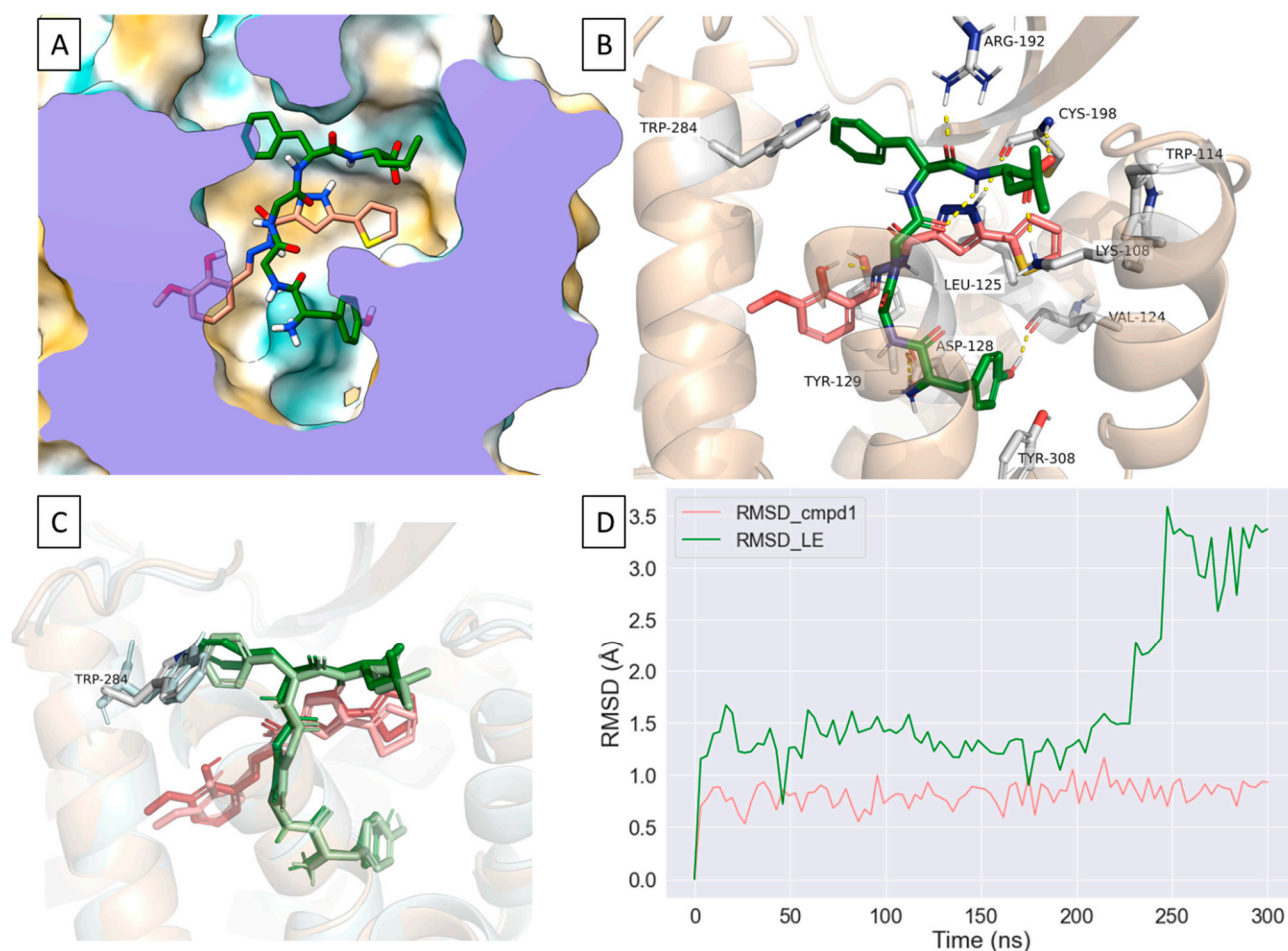 A
B
ARG-192
TRP-284
CYS-198
TRP-114
LYS-108
LEU-125
VAL-124
ASP-128
TYR-129
TYR-308
C
TRP-284
D
RMSD_cmpd1
RMSD_LE
3.5
3.0
2.5
2.0
1.5
1.0
0.5
0.0
RMSD (Å)
0 50 100 150 200 250 300
Time (ns)